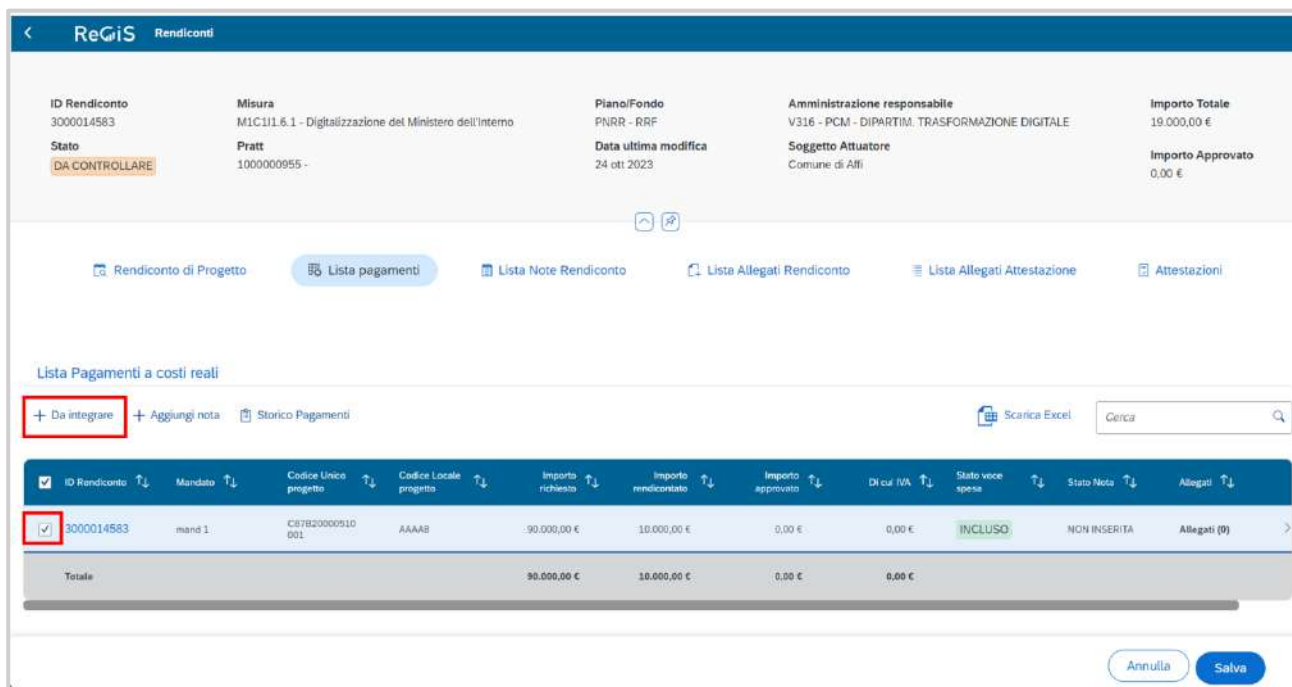 ReGiS Rendiconti
ID Rendiconto Misura Piano/Fondo Amministrazione responsabile Importo Totale
3000014583 M1C1I1.6.1 - Digitalizzazione del Ministero dell'Interno PNRR - RRF V316 - PCM - DIPARTIM. TRASFORMAZIONE DIGITALE 19.000,00 €
Stato Pratt Data ultima modifica Soggetto Attuatore Importo Approvato
DA CONTROLLARE 1000000955 - 24 ott 2023 Comune di Affi 0,00 €
Rendiconto di Progetto Lista pagamenti Lista Note Rendiconto Lista Allegati Rendiconto Lista Allegati Attestazione Attestazioni
Lista Pagamenti a costi reali
+ Da integrare + Aggiungi nota Storico Pagamenti Scarica Excel Cerca
ID Rendiconto Mandato Codice Unico progetto Codice Locale progetto Importo richiesto Importo rendicontato Importo approvato Di cui IVA Stato voce spesa Stato Nota Allegati
3000014583 mand 1 C87B20000510 001 AAAAB 90.000,00 € 10.000,00 € 0,00 € 0,00 € INCLUSO NON INSERITA Allegati (0)
Totale 90.000,00 € 10.000,00 € 0,00 € 0,00 €
Annulla Salva